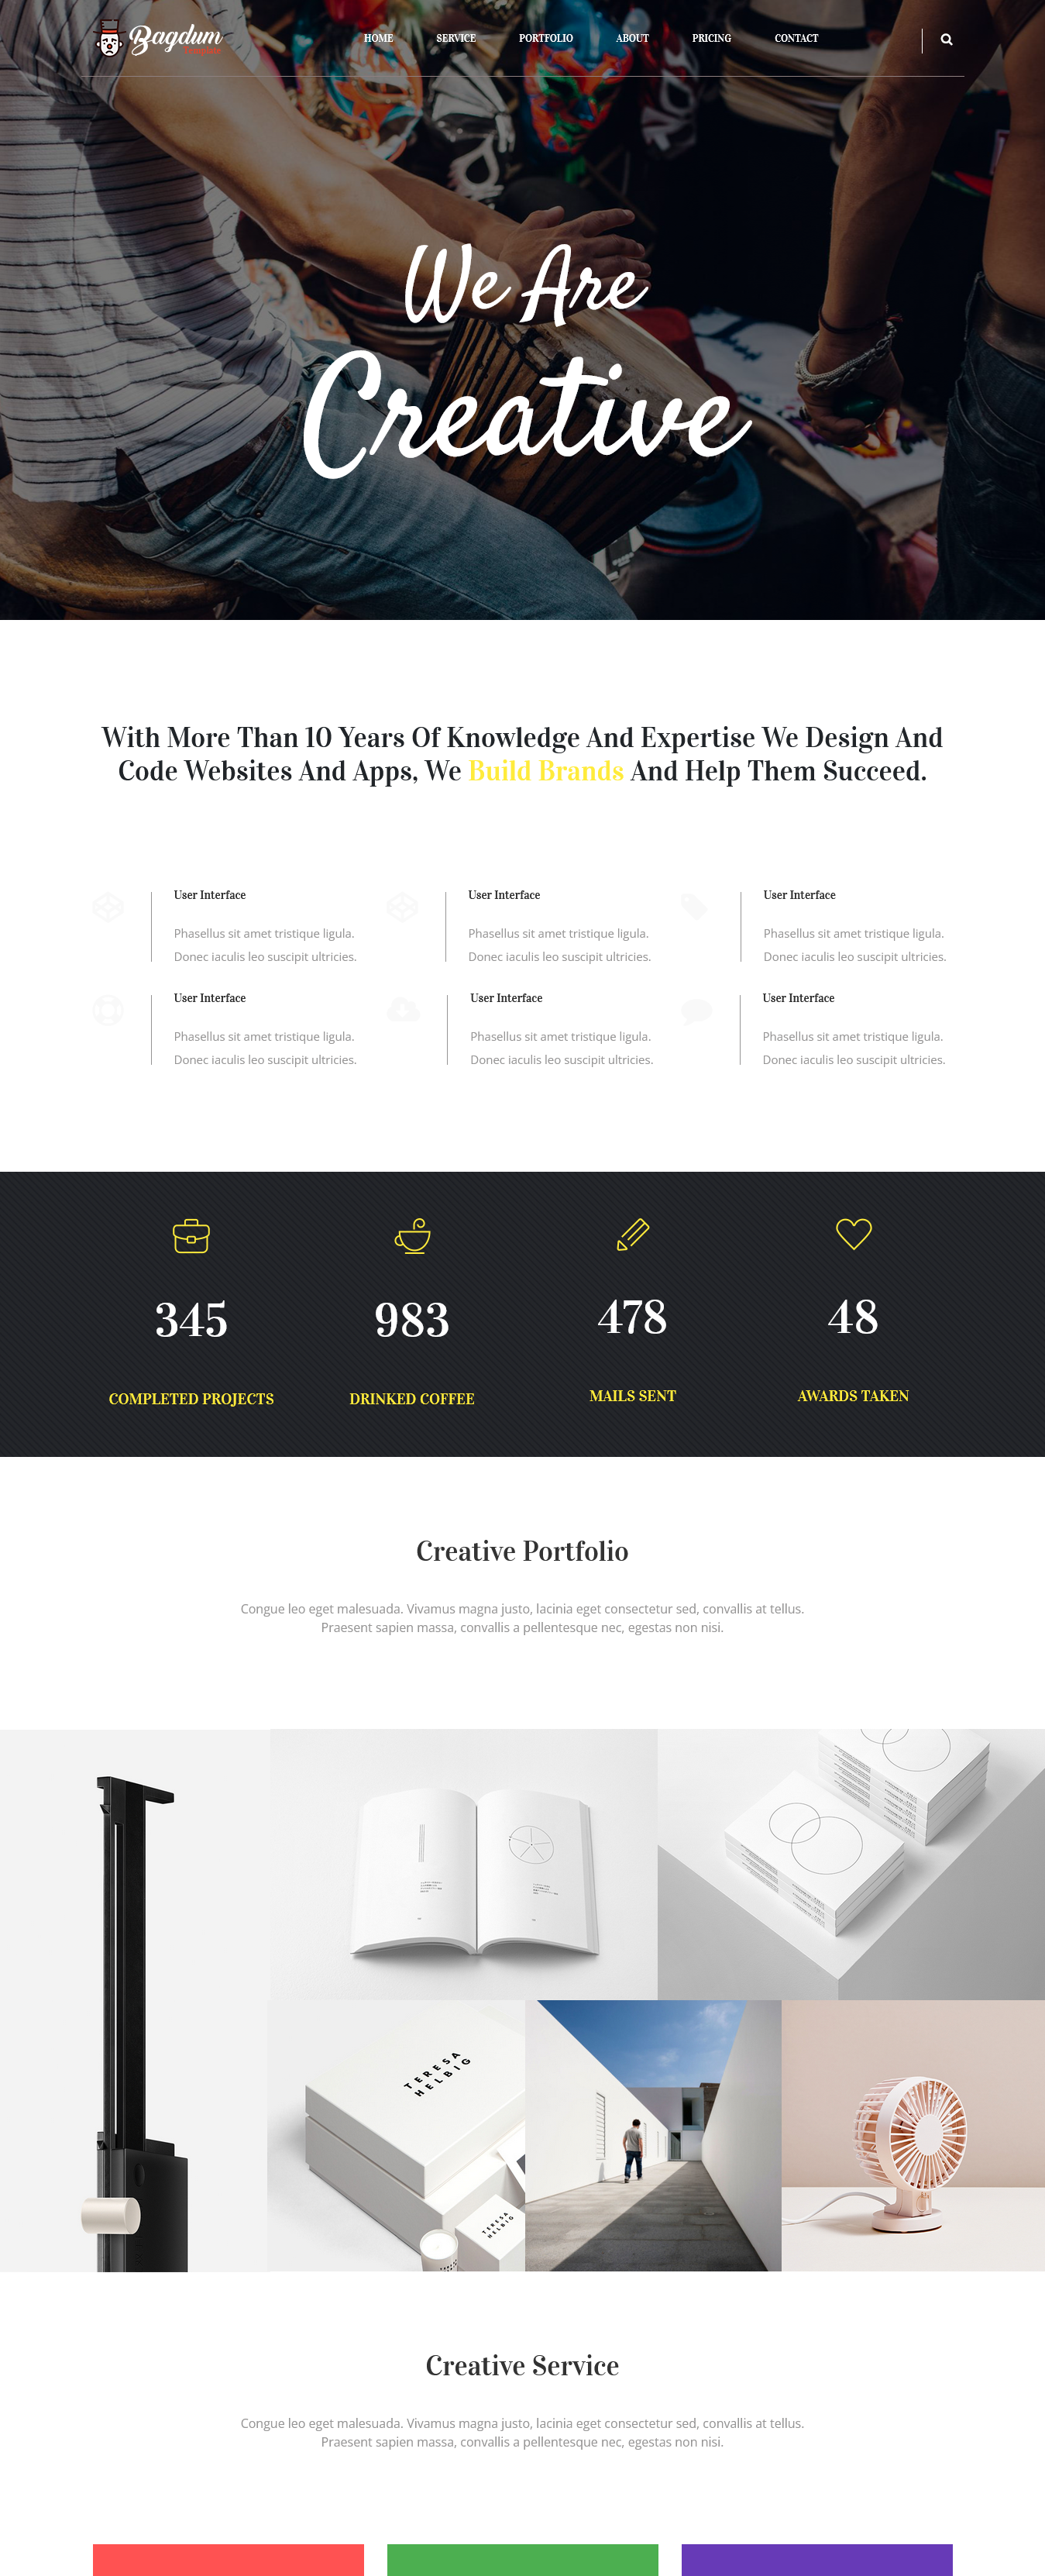 Bagdum
HOME SERVICE PORTFOLIO ABOUT PRICING CONTACT
We Are
Creative
With More Than 10 Years Of Knowledge And Expertise We Design And
Code Websites And Apps, We Build Brands And Help Them Succeed.
User Interface
Phasellus sit amet tristique ligula.
Donec iaculis leo suscipit ultricies.
User Interface
Phasellus sit amet tristique ligula.
Donec iaculis leo suscipit ultricies.
User Interface
Phasellus sit amet tristique ligula.
Donec iaculis leo suscipit ultricies.
User Interface
Phasellus sit amet tristique ligula.
Donec iaculis leo suscipit ultricies.
User Interface
Phasellus sit amet tristique ligula.
Donec iaculis leo suscipit ultricies.
User Interface
Phasellus sit amet tristique ligula.
Donec iaculis leo suscipit ultricies.
345
COMPLETED PROJECTS
983
DRINKED COFFEE
478
MAILS SENT
48
AWARDS TAKEN
Creative Portfolio
Congue leo eget malesuada. Vivamus magna justo, lacinia eget consectetur sed, convallis at tellus.
Praesent sapien massa, convallis a pellentesque nec, egestas non nisi.
TERESA
HELBIG
TERESA
HELBIG
Creative Service
Congue leo eget malesuada. Vivamus magna justo, lacinia eget consectetur sed, convallis at tellus.
Praesent sapien massa, convallis a pellentesque nec, egestas non nisi.